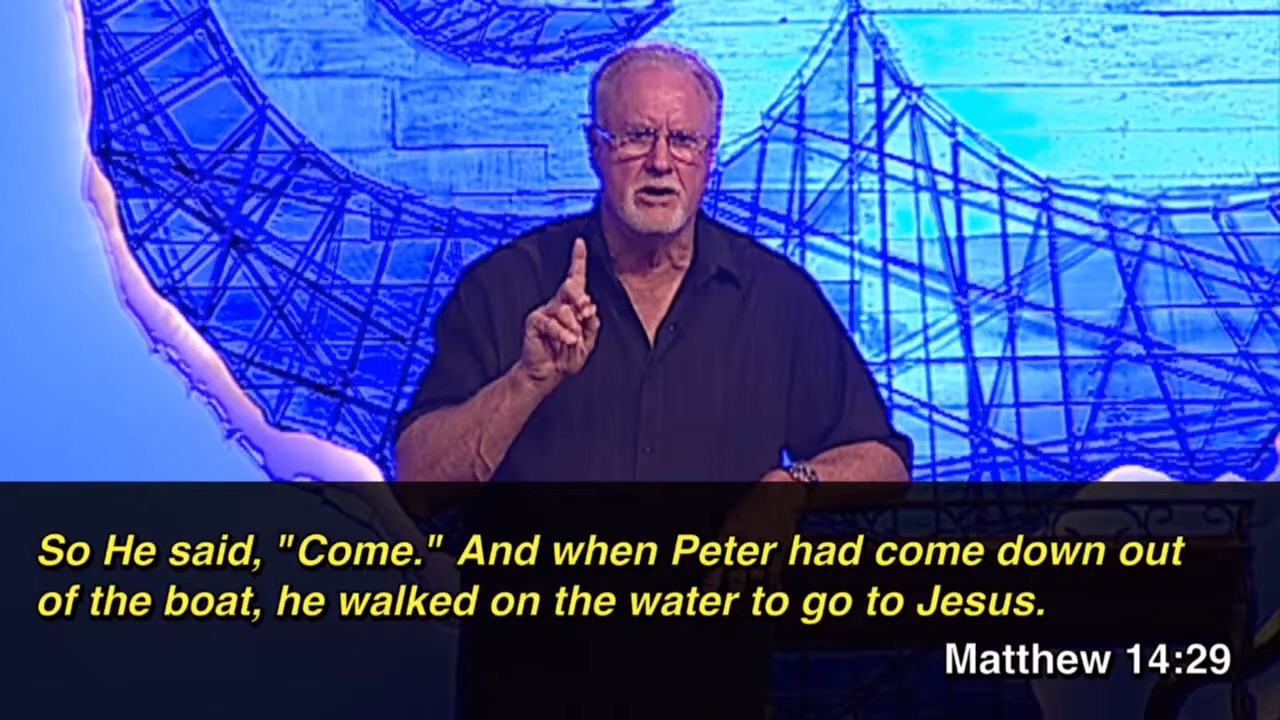 So He said, "Come." And when Peter had come down out
of the boat, he walked on the water to go to Jesus.
Matthew 14:29